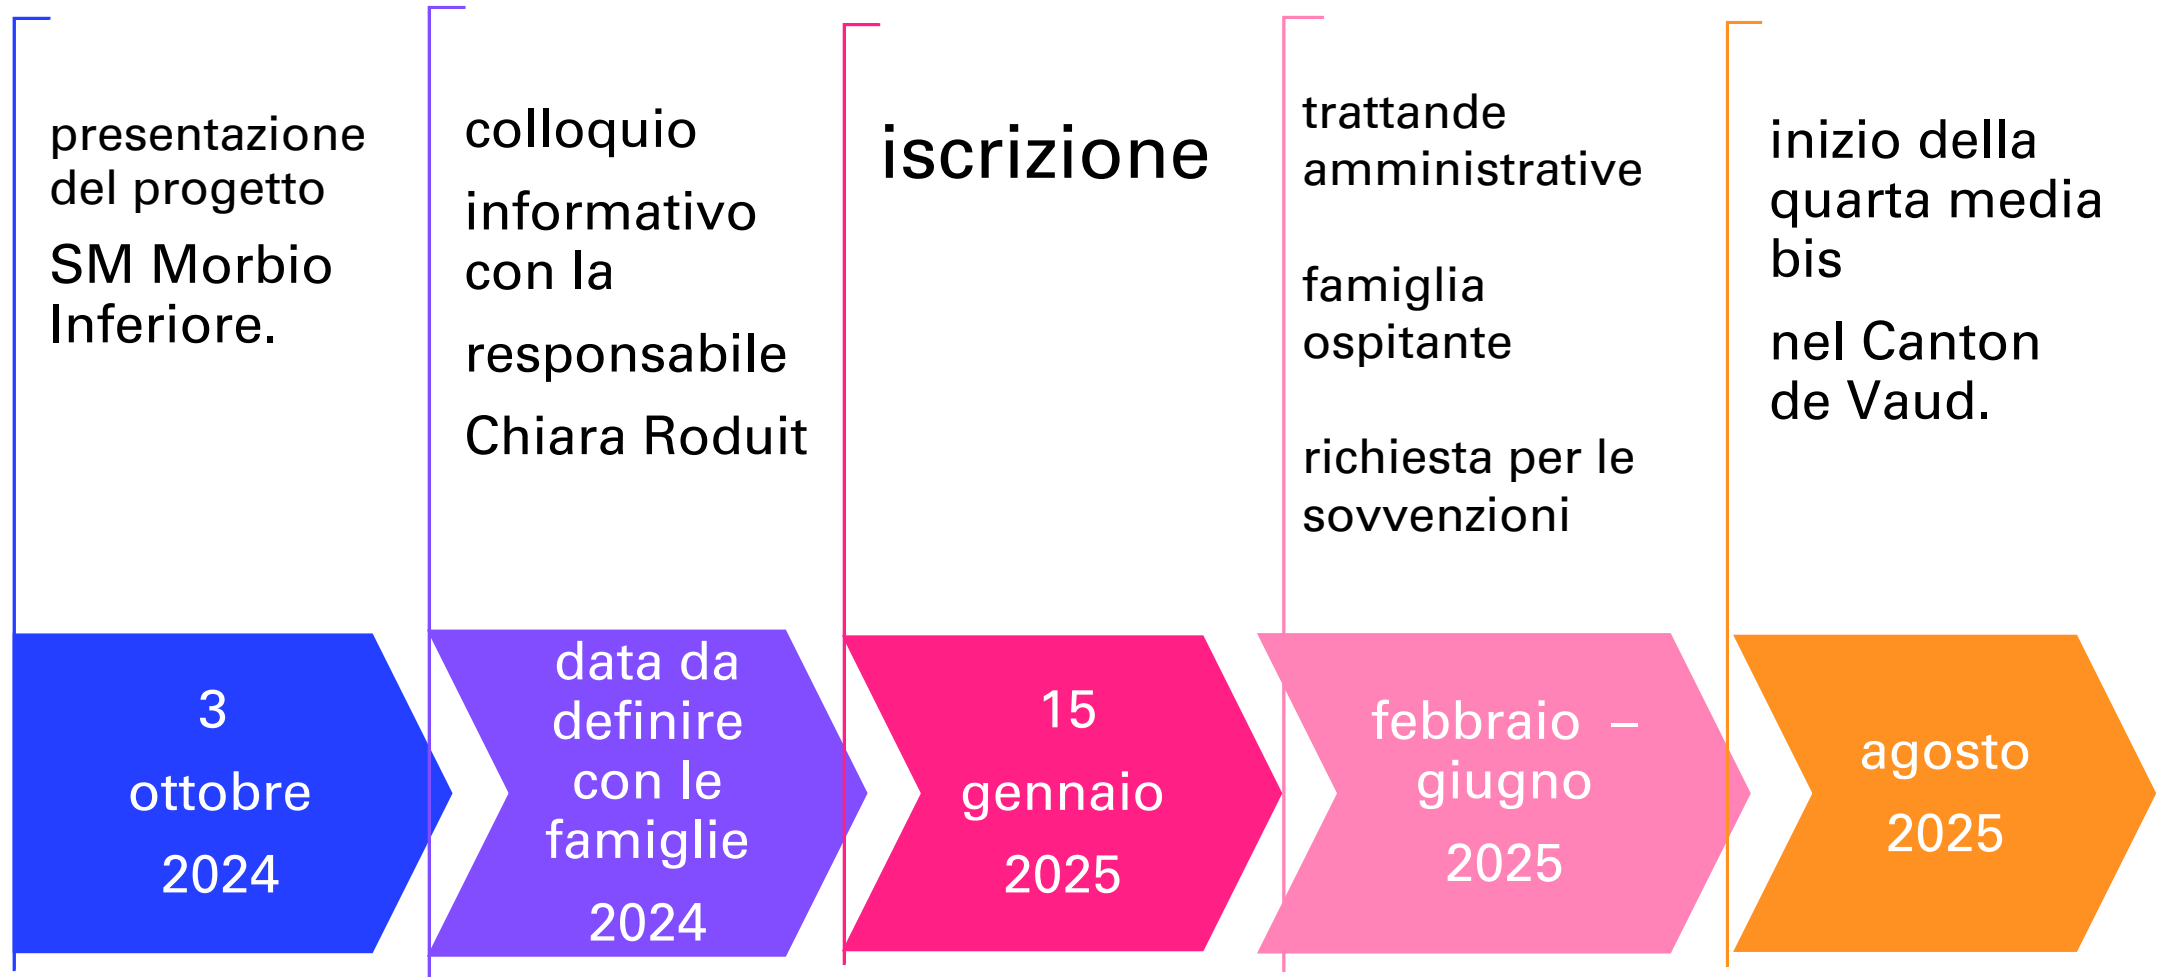 presentazione
del progetto
SM Morbio
Inferiore.
3
ottobre
2024
colloquio
informativo
con la
responsabile
Chiara Roduit
data da
definire
con le
famiglie
2024
iscrizione
15
gennaio
2025
trattande
amministrative
famiglia
ospitante
richiesta per le
sovvenzioni
febbraio –
giugno
2025
inizio della
quarta media
bis
nel Canton
de Vaud.
agosto
2025